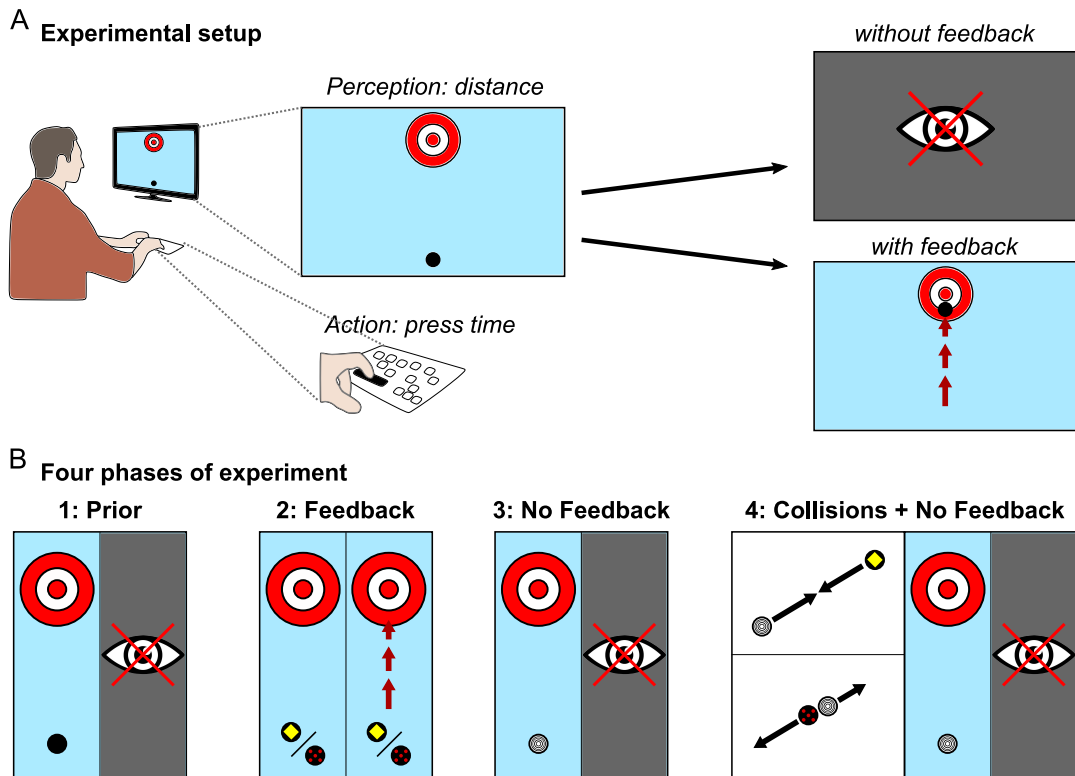 A
Experimental setup
Perception: distance
without feedback
with feedback
Action: press time
B
Four phases of experiment
1: Prior
2: Feedback
3: No Feedback
4: Collisions + No Feedback